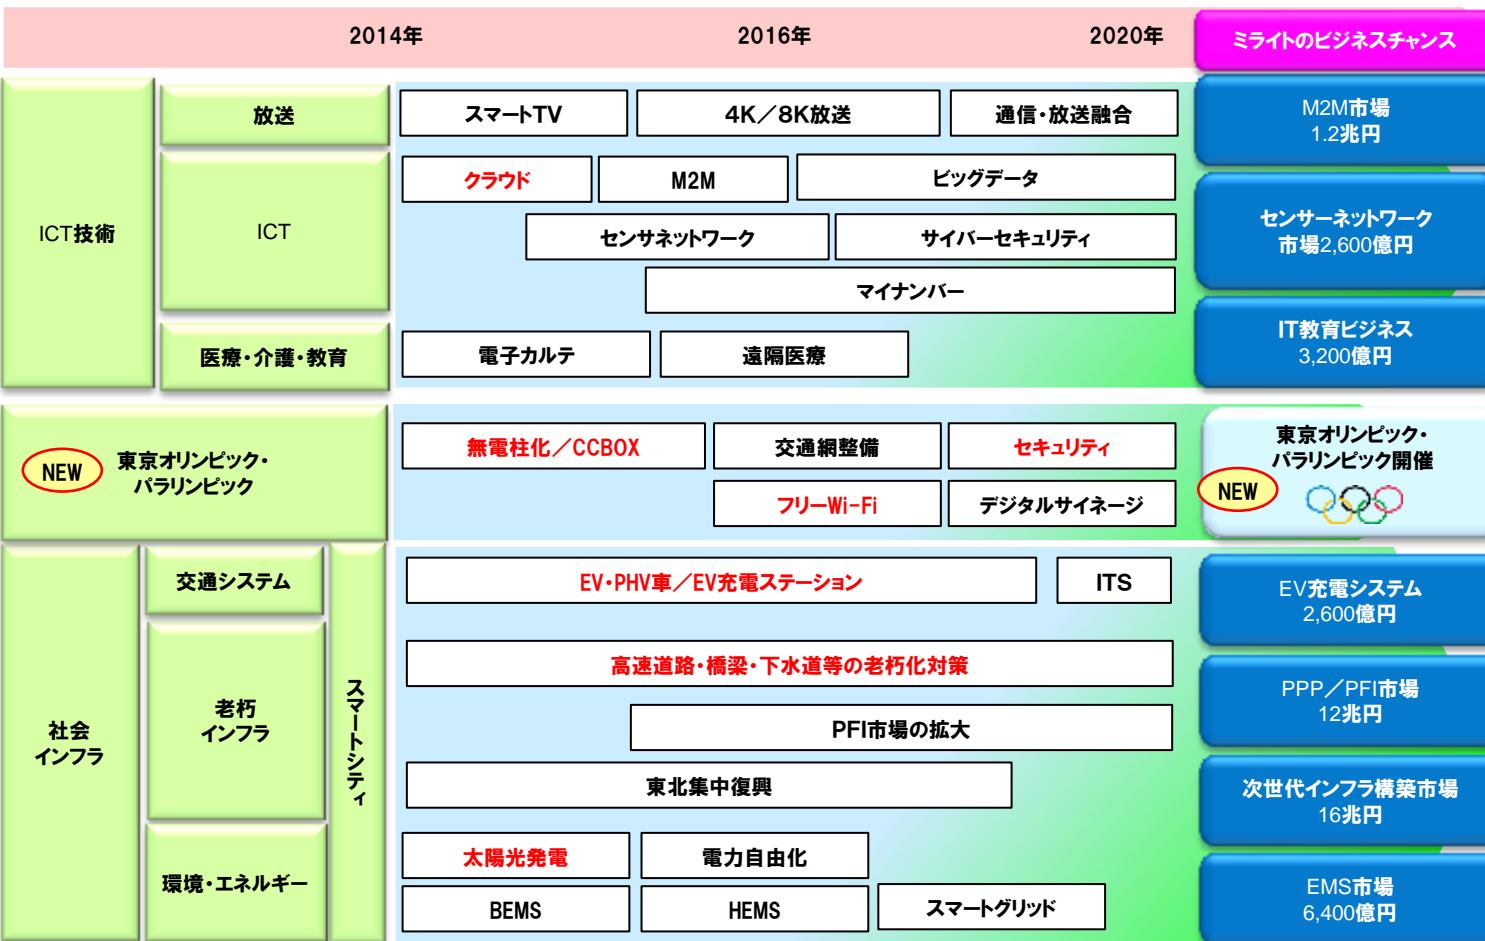 2014年
2016年
2020年
ミライトのビジネスチャンス
ICT技術
放送
スマートTV
4K／8K放送
通信・放送融合
M2M市場
1.2兆円
ICT
クラウド
M2M
ビッグデータ
センサネットワーク
サイバーセキュリティ
マイナンバー
センサーネットワーク
市場2,600億円
医療・介護・教育
電子カルテ
遠隔医療
IT教育ビジネス
3,200億円
NEW
東京オリンピック・
パラリンピック
無電柱化／CCBOX
交通網整備
セキュリティ
フリーWi-Fi
デジタルサイネージ
東京オリンピック・
パラリンピック開催
NEW
社会
インフラ
交通システム
スマートシティ
EV・PHV車／EV充電ステーション
ITS
EV充電システム
2,600億円
老朽
インフラ
高速道路・橋梁・下水道等の老朽化対策
PFI市場の拡大
東北集中復興
PPP／PFI市場
12兆円
次世代インフラ構築市場
16兆円
環境・エネルギー
太陽光発電
電力自由化
BEMS
HEMS
スマートグリッド
EMS市場
6,400億円